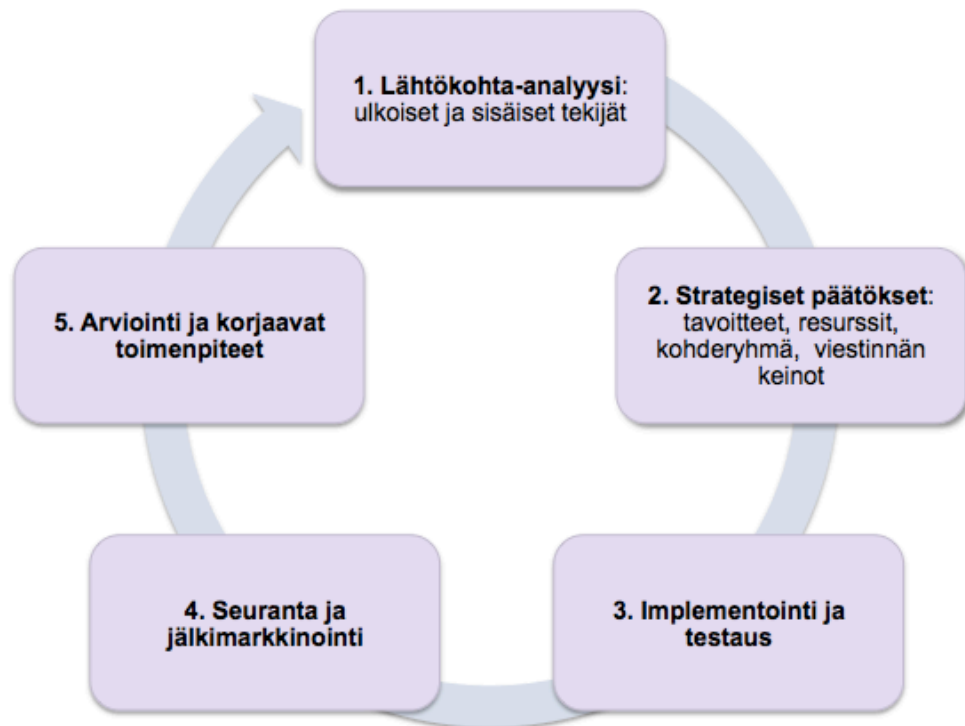 1. Lähtökohta-analyysi:
ulkoiset ja sisäiset tekijät
2. Strategiset päätökset:
tavoitteet, resurssit,
kohderyhmä, viestinnän
keinot
3. Implementointi ja
testaus
4. Seuranta ja
jälkimarkkinointi
5. Arviointi ja korjaavat
toimenpiteet